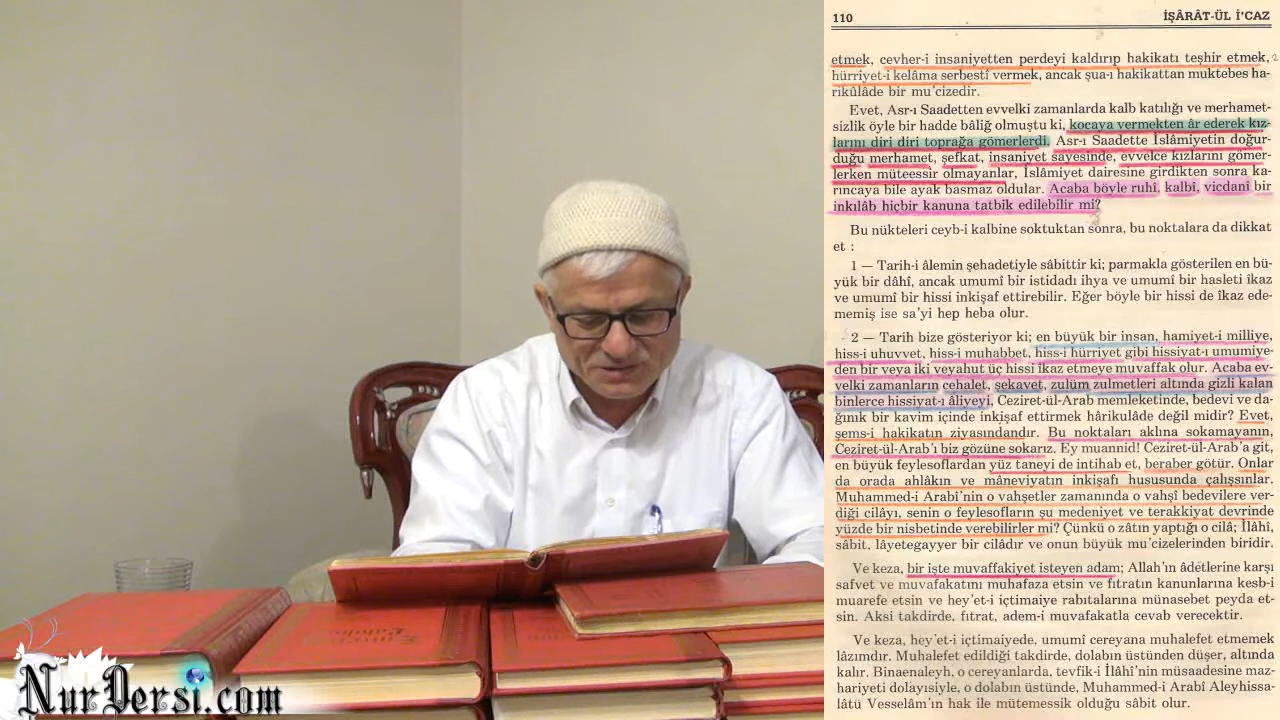 110
İŞÂRÂT-ÜL İ'CAZ
etmek, cevher-i insaniyetten perdeyi kaldırıp hakikatı teşhir etmek,
hürriyet-i kelâma serbestî vermek, ancak şua-ı hakikattan muktebes ha-
rikûlâde bir mu'cizedir.
Evet, Asr-ı Saadetten evvelki zamanlarda kalb katılığı ve merhamet-
sizlik öyle bir hadde bâliğ olmuştu ki, kocaya vermekten âr ederek kız-
larını diri diri toprağa gömerlerdi. Asr-ı Saadette İslâmiyetin doğur-
duğu merhamet, şefkat, insaniyet sayesinde, evvelce kızlarını gömer-
lerken müteessir olmayanlar, İslâmiyet dairesine girdikten sonra ka-
rıncaya bile ayak basmaz oldular. Acaba böyle ruhî, kalbî, vicdanî bir
inkılâb hiçbir kanuna tatbik edilebilir mi?
Bu nükteleri ceyb-i kalbine soktuktan sonra, bu noktalara da dikkat
et :
1 — Tarih-i âlemin şehadetiyle sâbittir ki; parmakla gösterilen en bü-
yük bir dâhî, ancak umumî bir istidadı ihya ve umumî bir hasleti îkaz
ve umumî bir hissi inkişaf ettirebilir. Eğer böyle bir hissi de îkaz ede-
memiş ise sa'yi hep heba olur.
2 — Tarih bize gösteriyor ki; en büyük bir insan, hamiyet-i milliye,
hiss-i uhuvvet, hiss-i muhabbet, hiss-i hürriyet gibi hissiyat-ı umumiye-
den bir veya iki veyahut üç hissi îkaz etmeye muvaffak olur. Acaba ev-
velki zamanların cehalet, şekavet, zulüm zulmetleri altında gizli kalan
binlerce hissiyat-ı âliyeyi, Ceziret-ül-Arab memleketinde, bedevi ve da-
ğınık bir kavim içinde inkişaf ettirmek hârikulâde değil midir? Evet,
şems-i hakikatın ziyasındandır. Bu noktaları aklına sokamayanın,
Ceziret-ül-Arab'ı biz gözüne sokarız. Ey muannid! Ceziret-ül-Arab'a git,
en büyük feylesoflardan yüz taneyi de intihab et, beraber götür. Onlar
da orada ahlâkın ve mâneviyatın inkişafı hususunda çalışsınlar.
Muhammed-i Arabî'nin o vahşetler zamanında o vahşî bedevilere ver-
diği cilâyı, senin o feylesofların şu medeniyet ve terakkiyat devrinde
yüzde bir nisbetinde verebilirler mi? Çünkü o zâtın yaptığı o cilâ; İlâhî,
sâbit, lâyetegayyer bir cilâdır ve onun büyük mu'cizelerinden biridir.
Ve keza, bir işte muvaffakiyet isteyen adam; Allah'ın âdetlerine karşı
safvet ve muvafakatını muhafaza etsin ve fıtratın kanunlarına kesb-i
muarefe etsin ve hey'et-i içtimaiye rabıtalarına münasebet peyda et-
sin. Aksi takdirde, fıtrat, adem-i muvafakatla cevab verecektir.
Ve keza, hey'et-i içtimaiyede, umumî cereyana muhalefet etmemek
lâzımdır. Muhalefet edildiği takdirde, dolabın üstünden düşer, altında
kalır. Binaenaleyh, o cereyanlarda, tevfik-i İlâhî'nin müsaadesine maz-
hariyeti dolayısiyle, o dolabın üstünde, Muhammed-i Arabî Aleyhissa-
lâtü Vesselâm'ın hak ile mütemessik olduğu sâbit olur.
NurDersi.com